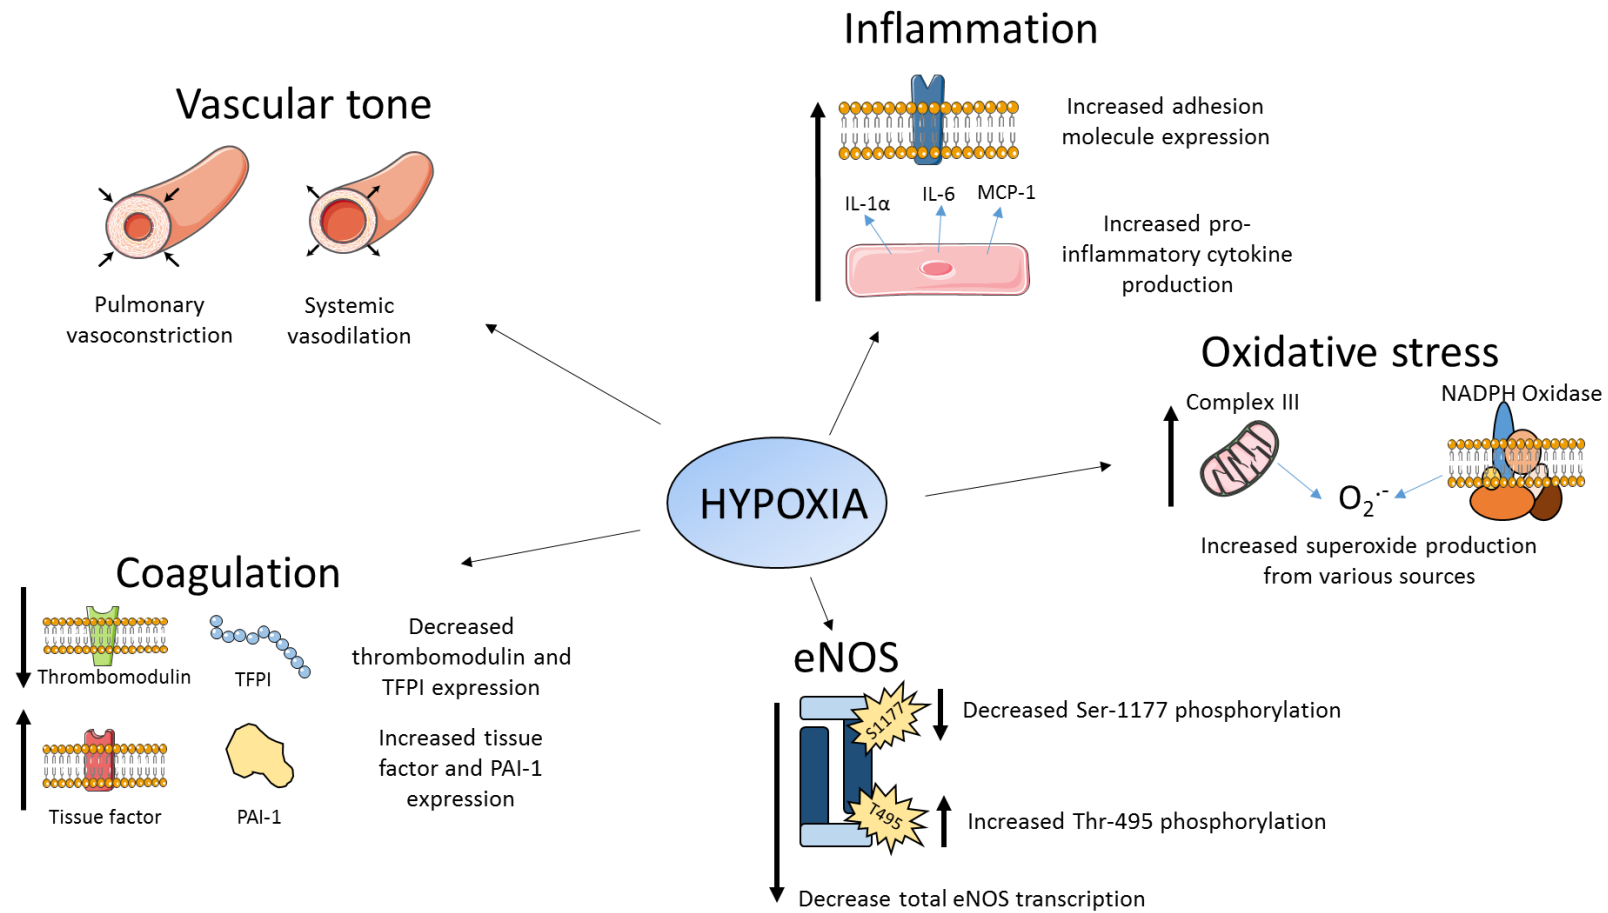 Inflammation
Vascular tone
Increased adhesion
molecule expression
IL-1α
IL-6
MCP-1
Increased pro-
inflammatory cytokine
production
Pulmonary
vasoconstriction
Systemic
vasodilation
Oxidative stress
Complex III
NADPH Oxidase
O₂·-
Increased superoxide production
from various sources
HYPOXIA
Coagulation
Thrombomodulin
TFPI
Decreased
thrombomodulin and
TFPI expression
Tissue factor
PAI-1
Increased tissue
factor and PAI-1
expression
eNOS
S1177
Decreased Ser-1177 phosphorylation
T495
Increased Thr-495 phosphorylation
Decrease total eNOS transcription